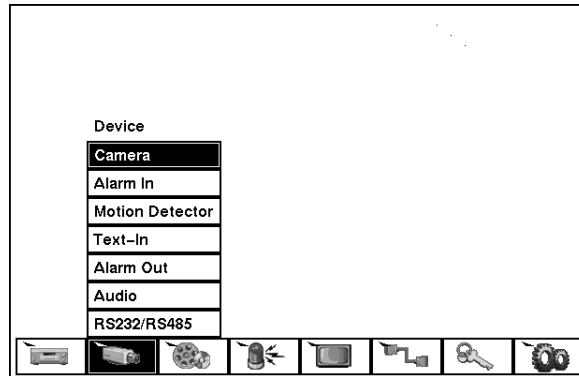 Device
Camera
Alarm In
Motion Detector
Text-In
Alarm Out
Audio
RS232/RS485